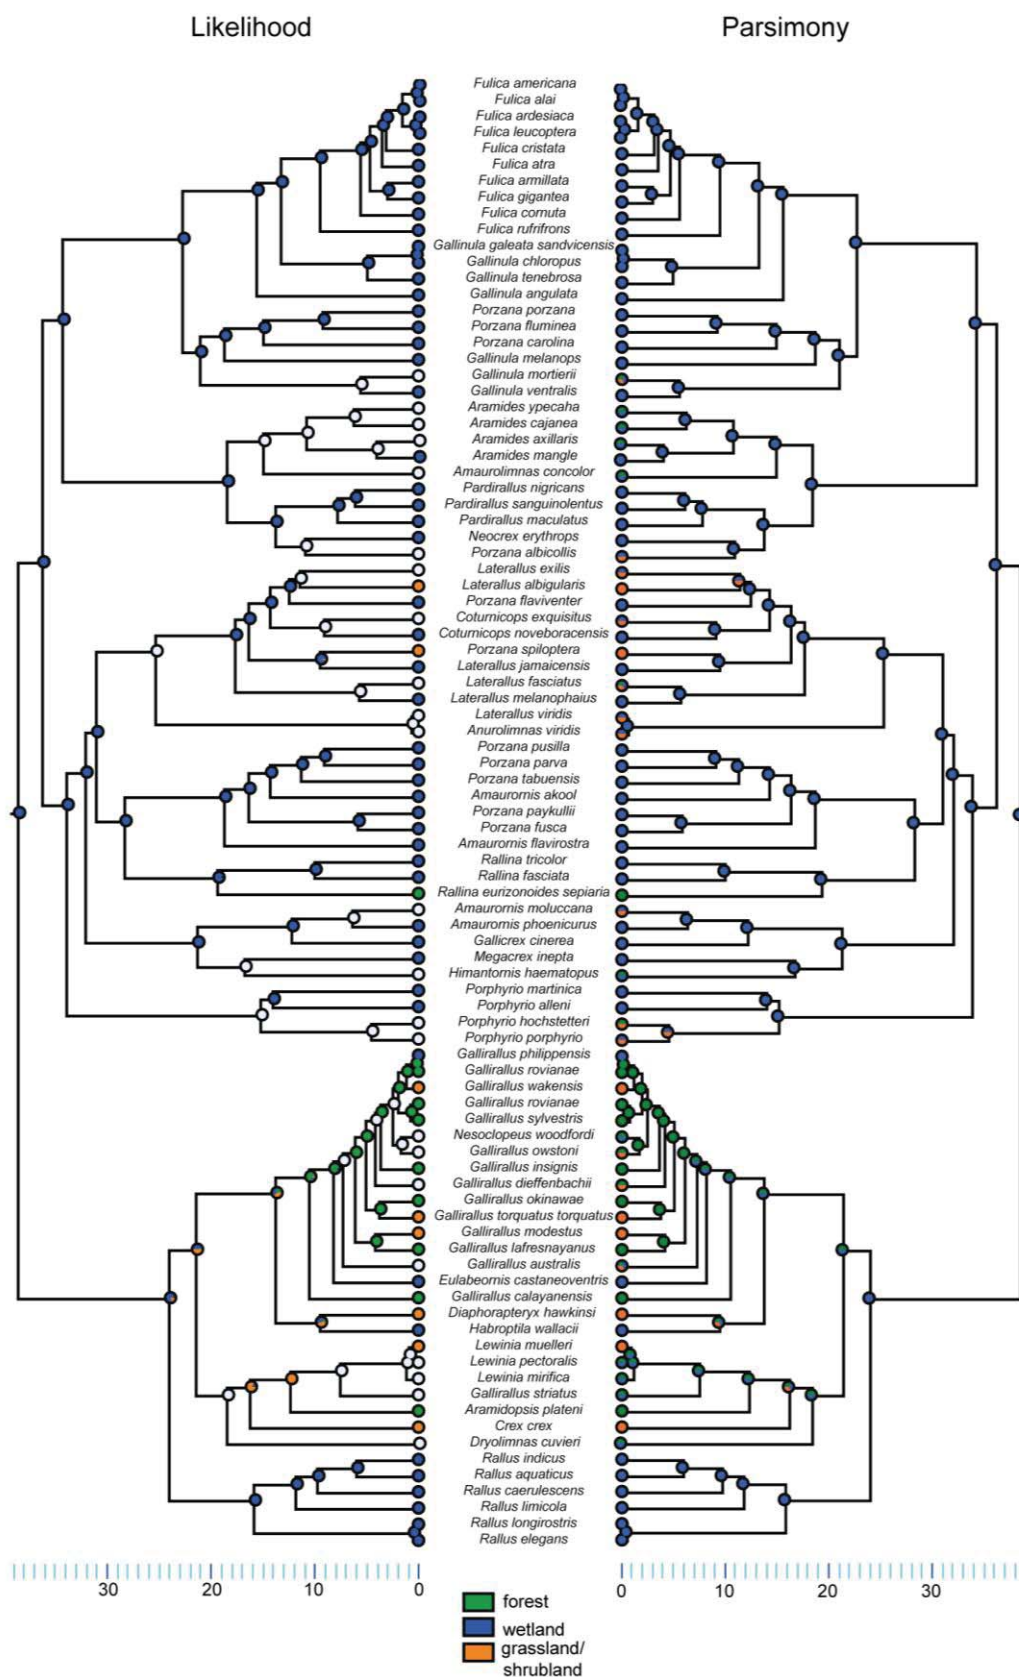 Likelihood
Parsimony
Fulica americana
Fulica alai
Fulica ardesiaca
Fulica leucoptera
Fulica cristata
Fulica atra
Fulica armillata
Fulica gigantea
Fulica cornuta
Fulica rufrifrons
Gallinula galeata sandvicensis
Gallinula chloropus
Gallinula tenebrosa
Gallinula angulata
Porzana porzana
Porzana fluminea
Porzana carolina
Gallinula melanops
Gallinula mortierii
Gallinula ventralis
Aramides ypecaha
Aramides cajanea
Aramides axillaris
Aramides mangle
Amaurolimnas concolor
Pardirallus nigricans
Pardirallus sanguinolentus
Pardirallus maculatus
Neocrex erythrops
Porzana albicollis
Laterallus exilis
Laterallus albigularis
Porzana flaviventer
Coturnicops exquisitus
Coturnicops noveboracensis
Porzana spiloptera
Laterallus jamaicensis
Laterallus fasciatus
Laterallus melanophaius
Laterallus viridis
Anurolimnas viridis
Porzana pusilla
Porzana parva
Porzana tabuensis
Amaurornis akool
Porzana paykullii
Porzana fusca
Amaurornis flavirostra
Rallina tricolor
Rallina fasciata
Rallina eurizonoides sepiaria
Amaurornis moluccana
Amaurornis phoenicurus
Gallicrex cinerea
Megacrex inepta
Himantornis haematopus
Porphyrio martinica
Porphyrio alleni
Porphyrio hochstetteri
Porphyrio porphyrio
Gallirallus philippensis
Gallirallus rovianae
Gallirallus wakensis
Gallirallus rovianae
Gallirallus sylvestris
Nesoclopeus woodfordi
Gallirallus owstoni
Gallirallus insignis
Gallirallus dieffenbachii
Gallirallus okinawae
Gallirallus torquatus torquatus
Gallirallus modestus
Gallirallus lafresnayanus
Gallirallus australis
Eulabeornis castaneoventris
Gallirallus calayanensis
Diaphorapteryx hawkinsi
Habroptila wallacii
Lewinia muelleri
Lewinia pectoralis
Lewinia mirifica
Gallirallus striatus
Aramidopsis plateni
Crex crex
Dryolimnas cuvieri
Rallus indicus
Rallus aquaticus
Rallus caerulescens
Rallus limicola
Rallus longirostris
Rallus elegans
30 20 10 0 0 10 20 30
forest
wetland
grassland/
shrubland